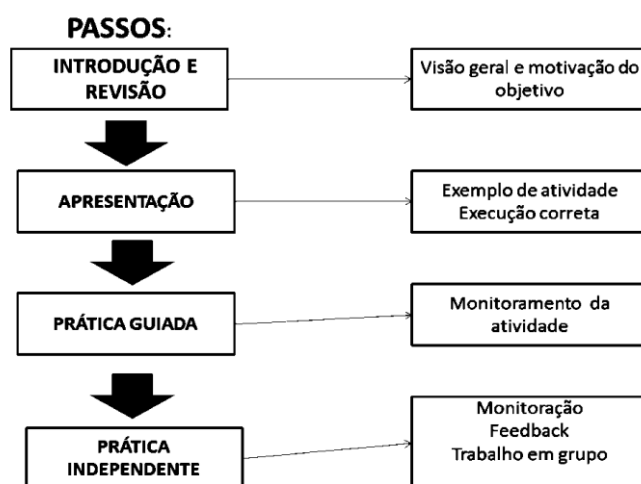 PASSOS:
INTRODUÇÃO E
REVISÃO
Visão geral e motivação do
objetivo
APRESENTAÇÃO
Exemplo de atividade
Execução correta
PRÁTICA GUIADA
Monitoramento da
atividade
PRÁTICA
INDEPENDENTE
Monitoração
Feedback
Trabalho em grupo